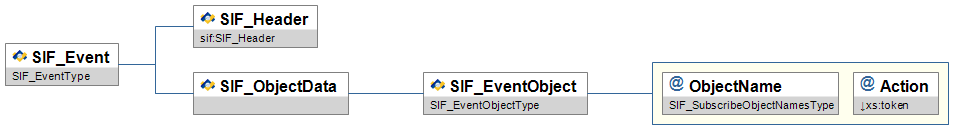 SIF_Header
sif:SIF_Header
SIF_Event
SIF_EventType
SIF_ObjectData
SIF_EventObject
SIF_EventObjectType
@ ObjectName
SIF_SubscribeObjectNamesType
@ Action
↓xs:token